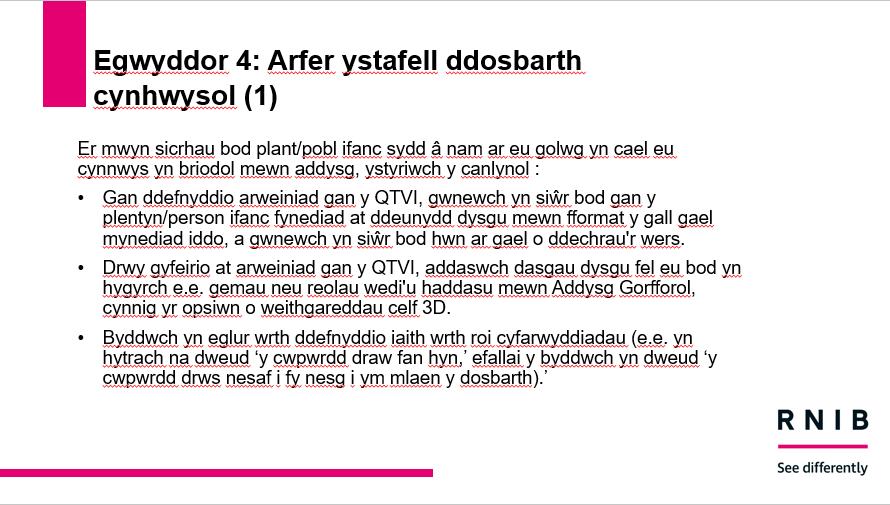 Egwyddor 4: Arfer ystafell ddosbarth
cynhwysol (1)
Er mwyn sicrhau bod plant/pobl ifanc sydd â nam ar eu golwg yn cael eu
cynnwys yn briodol mewn addysg, ystyriwch y canlynol :
• Gan ddefnyddio arweiniad gan y QTVI, gwnewch yn siŵr bod gan y
plentyn/person ifanc fynediad at ddeunydd dysgu mewn fformat y gall gael
mynediad iddo, a gwnewch yn siŵr bod hwn ar gael o ddechrau'r wers.
• Drwy gyfeirio at arweiniad gan y QTVI, addaswch dasgau dysgu fel eu bod yn
hygyrch e.e. gemau neu reolau wedi'u haddasu mewn Addysg Gorfforol,
cynnig yr opsiwn o weithgareddau celf 3D.
• Byddwch yn eglur wrth ddefnyddio iaith wrth roi cyfarwyddiadau (e.e. yn
hytrach na dweud ‘y cwpwrdd draw fan hyn,’ efallai y byddwch yn dweud ‘y
cwpwrdd drws nesaf i fy nesg i ym mlaen y dosbarth).’
RNIB
See differently